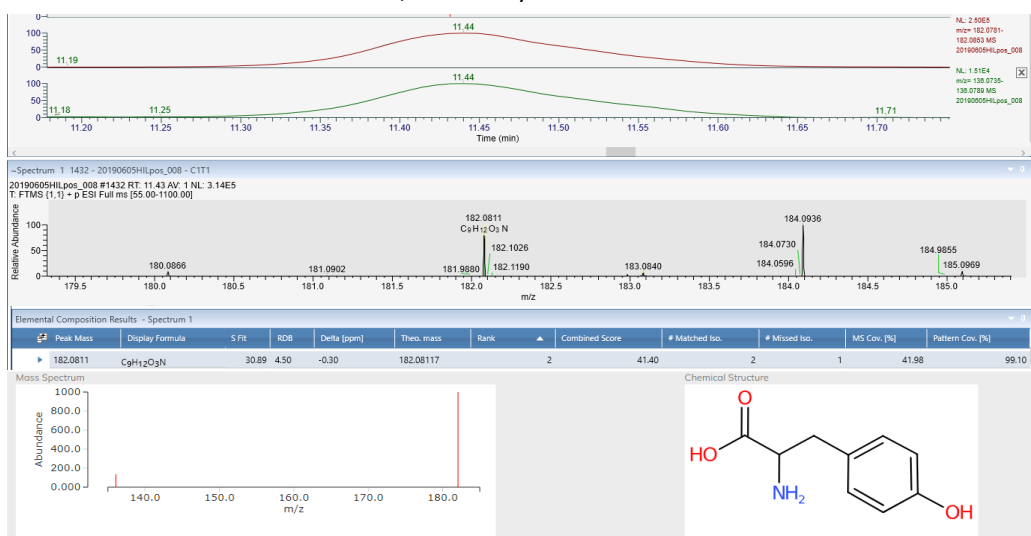 0
100
50
0
11.19
11.44
NL: 2.50E5
m/z= 182.0781-
182.0853 MS
20190605HILpos_008
100
50
0
11.18
11.25
11.44
11.71
NL: 1.51E4
m/z= 136.0735-
136.0789 MS
20190605HILpos_008
11.20 11.25 11.30 11.35 11.40 11.45 11.50 11.55 11.60 11.65 11.70
Time (min)
~Spectrum 1 1432 - 20190605HILpos_008 - C1T1
20190605HILpos_008 #1432 RT: 11.43 AV: 1 NL: 3.14E5
T: FTMS {1,1} + p ESI Full ms [55.00-1100.00]
Relative Abundance
100
50
0
180.0866
181.0902
181.9880
182.0811
C9H12O3N
182.1026
182.1190
183.0840
184.0596
184.0730
184.0936
184.9855
185.0969
179.5 180.0 180.5 181.0 181.5 182.0 182.5 183.0 183.5 184.0 184.5 185.0
m/z
Elemental Composition Results - Spectrum 1
Peak Mass Display Formula S Fit RDB Delta [ppm] Theo. mass Rank Combined Score # Matched Iso. # Missed Iso. MS Cov. [%] Pattern Cov. [%]
182.0811 C9H12O3N 30.89 4.50 -0.30 182.08117 2 41.40 2 1 41.98 99.10
Mass Spectrum
Abundance
1000
800.0
600.0
400.0
200.0
0.000
140.0 150.0 160.0 170.0 180.0
m/z
Chemical Structure
O
HO
NH2
OH